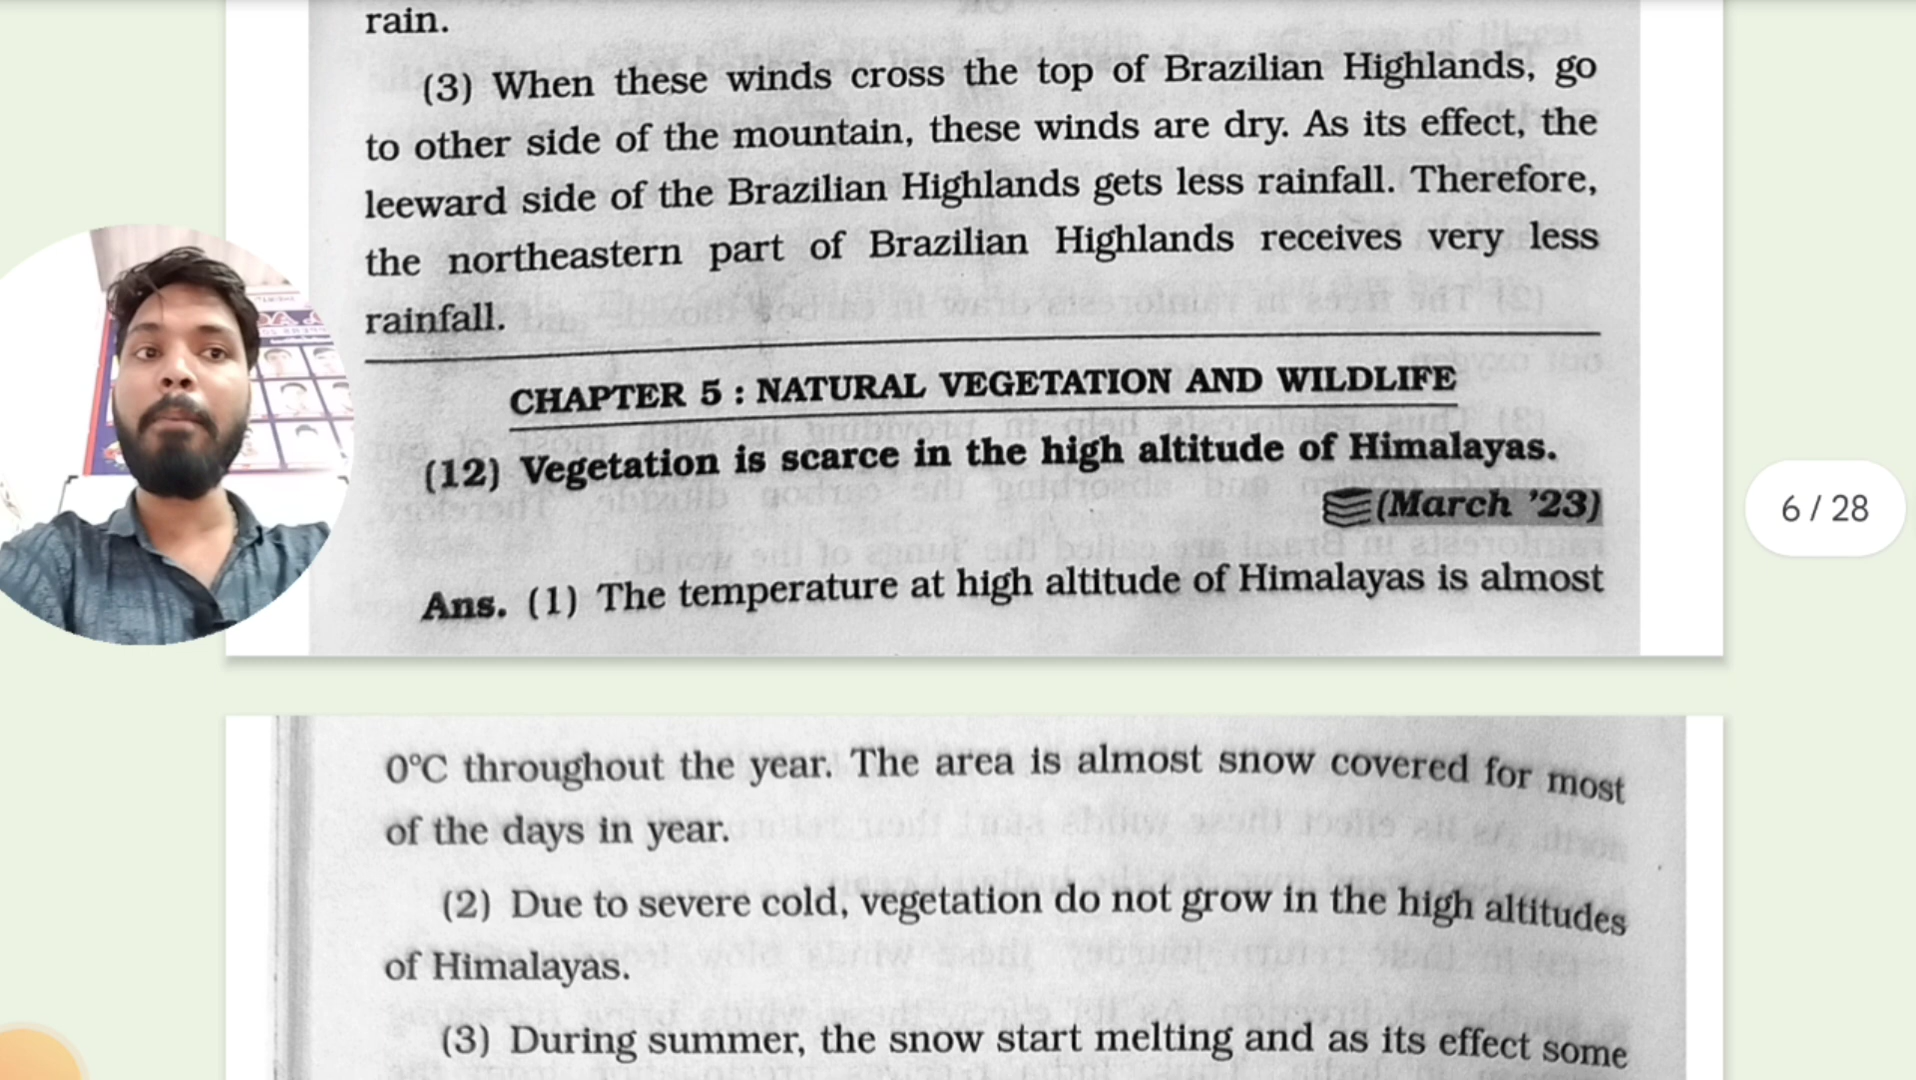 rain.
(3) When these winds cross the top of Brazilian Highlands, go
to other side of the mountain, these winds are dry. As its effect, the
leeward side of the Brazilian Highlands gets less rainfall. Therefore,
the northeastern part of Brazilian Highlands receives very less
rainfall.
CHAPTER 5 : NATURAL VEGETATION AND WILDLIFE
(12) Vegetation is scarce in the high altitude of Himalayas.
(March '23)
6 / 28
Ans. (1) The temperature at high altitude of Himalayas is almost
0°C throughout the year. The area is almost snow covered for most
of the days in year.
(2) Due to severe cold, vegetation do not grow in the high altitudes
of Himalayas.
(3) During summer, the snow start melting and as its effect some